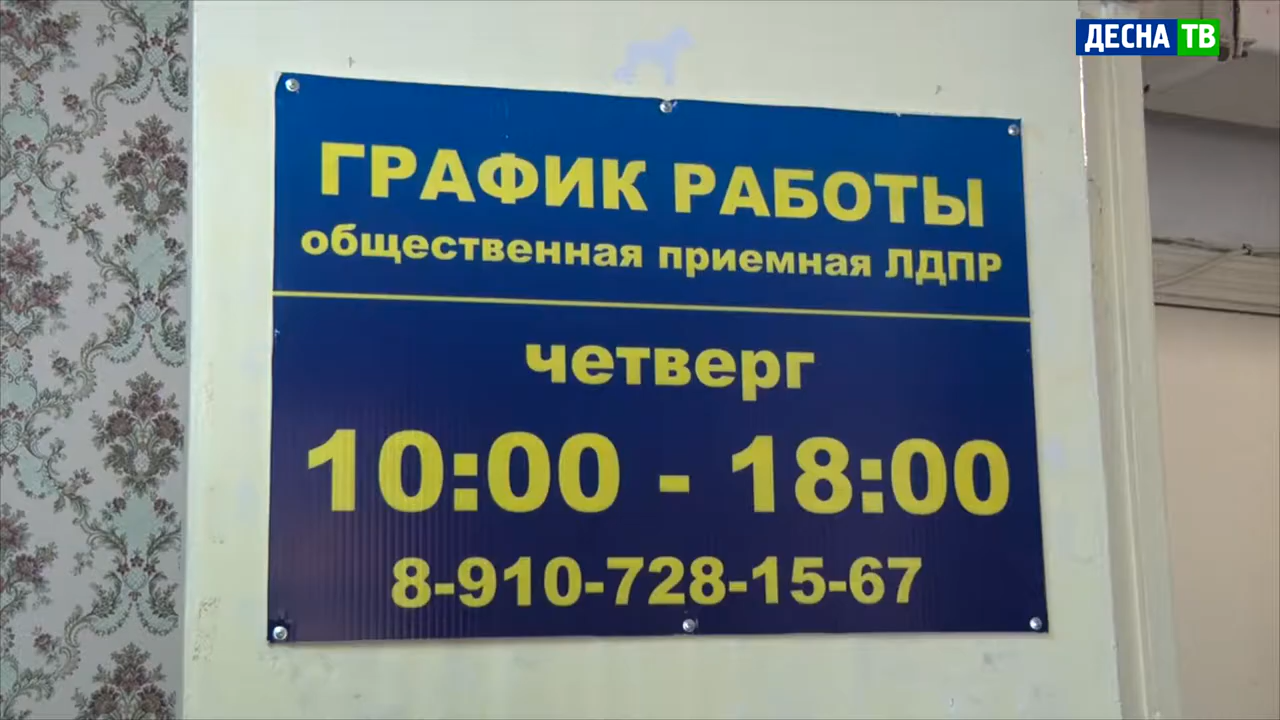 ДЕСНА ТВ
ГРАФИК РАБОТЫ
общественная приемная ЛДПР
четверг
10:00 - 18:00
8-910-728-15-67